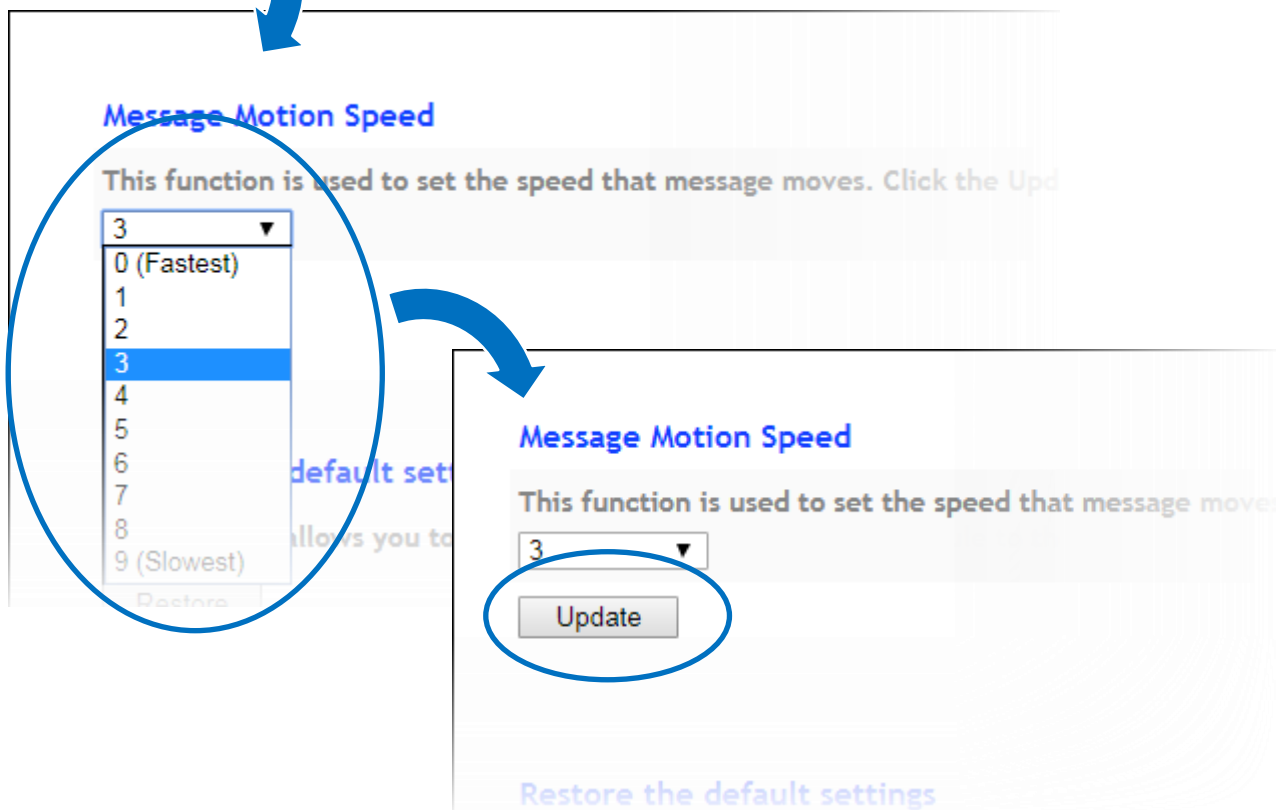 Message Motion Speed
This function is used to set the speed that message moves. Click the Upd
3
0 (Fastest)
1
2
3
4
5
6
7
8
9 (Slowest)
default sett
allows you to
Restore
Message Motion Speed
This function is used to set the speed that message moves
3
Update
Restore the default settings